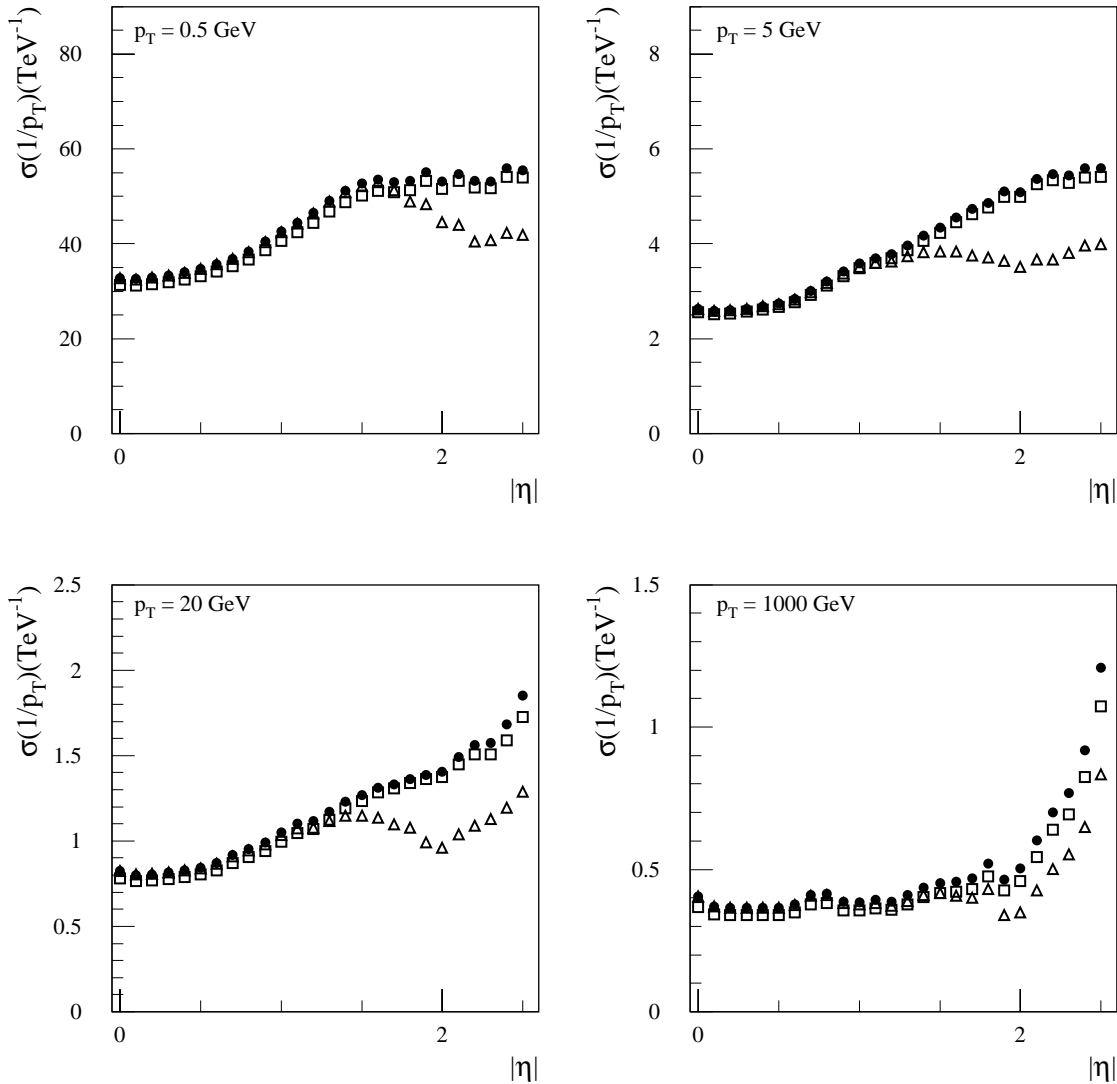 p_T = 0.5 GeV
σ(1/p_T)(TeV^-1)
80
60
40
20
0
0 2
|η|
p_T = 5 GeV
σ(1/p_T)(TeV^-1)
8
6
4
2
0
0 2
|η|
p_T = 20 GeV
σ(1/p_T)(TeV^-1)
2.5
2
1.5
1
0.5
0
0 2
|η|
p_T = 1000 GeV
σ(1/p_T)(TeV^-1)
1.5
1
0.5
0
0 2
|η|